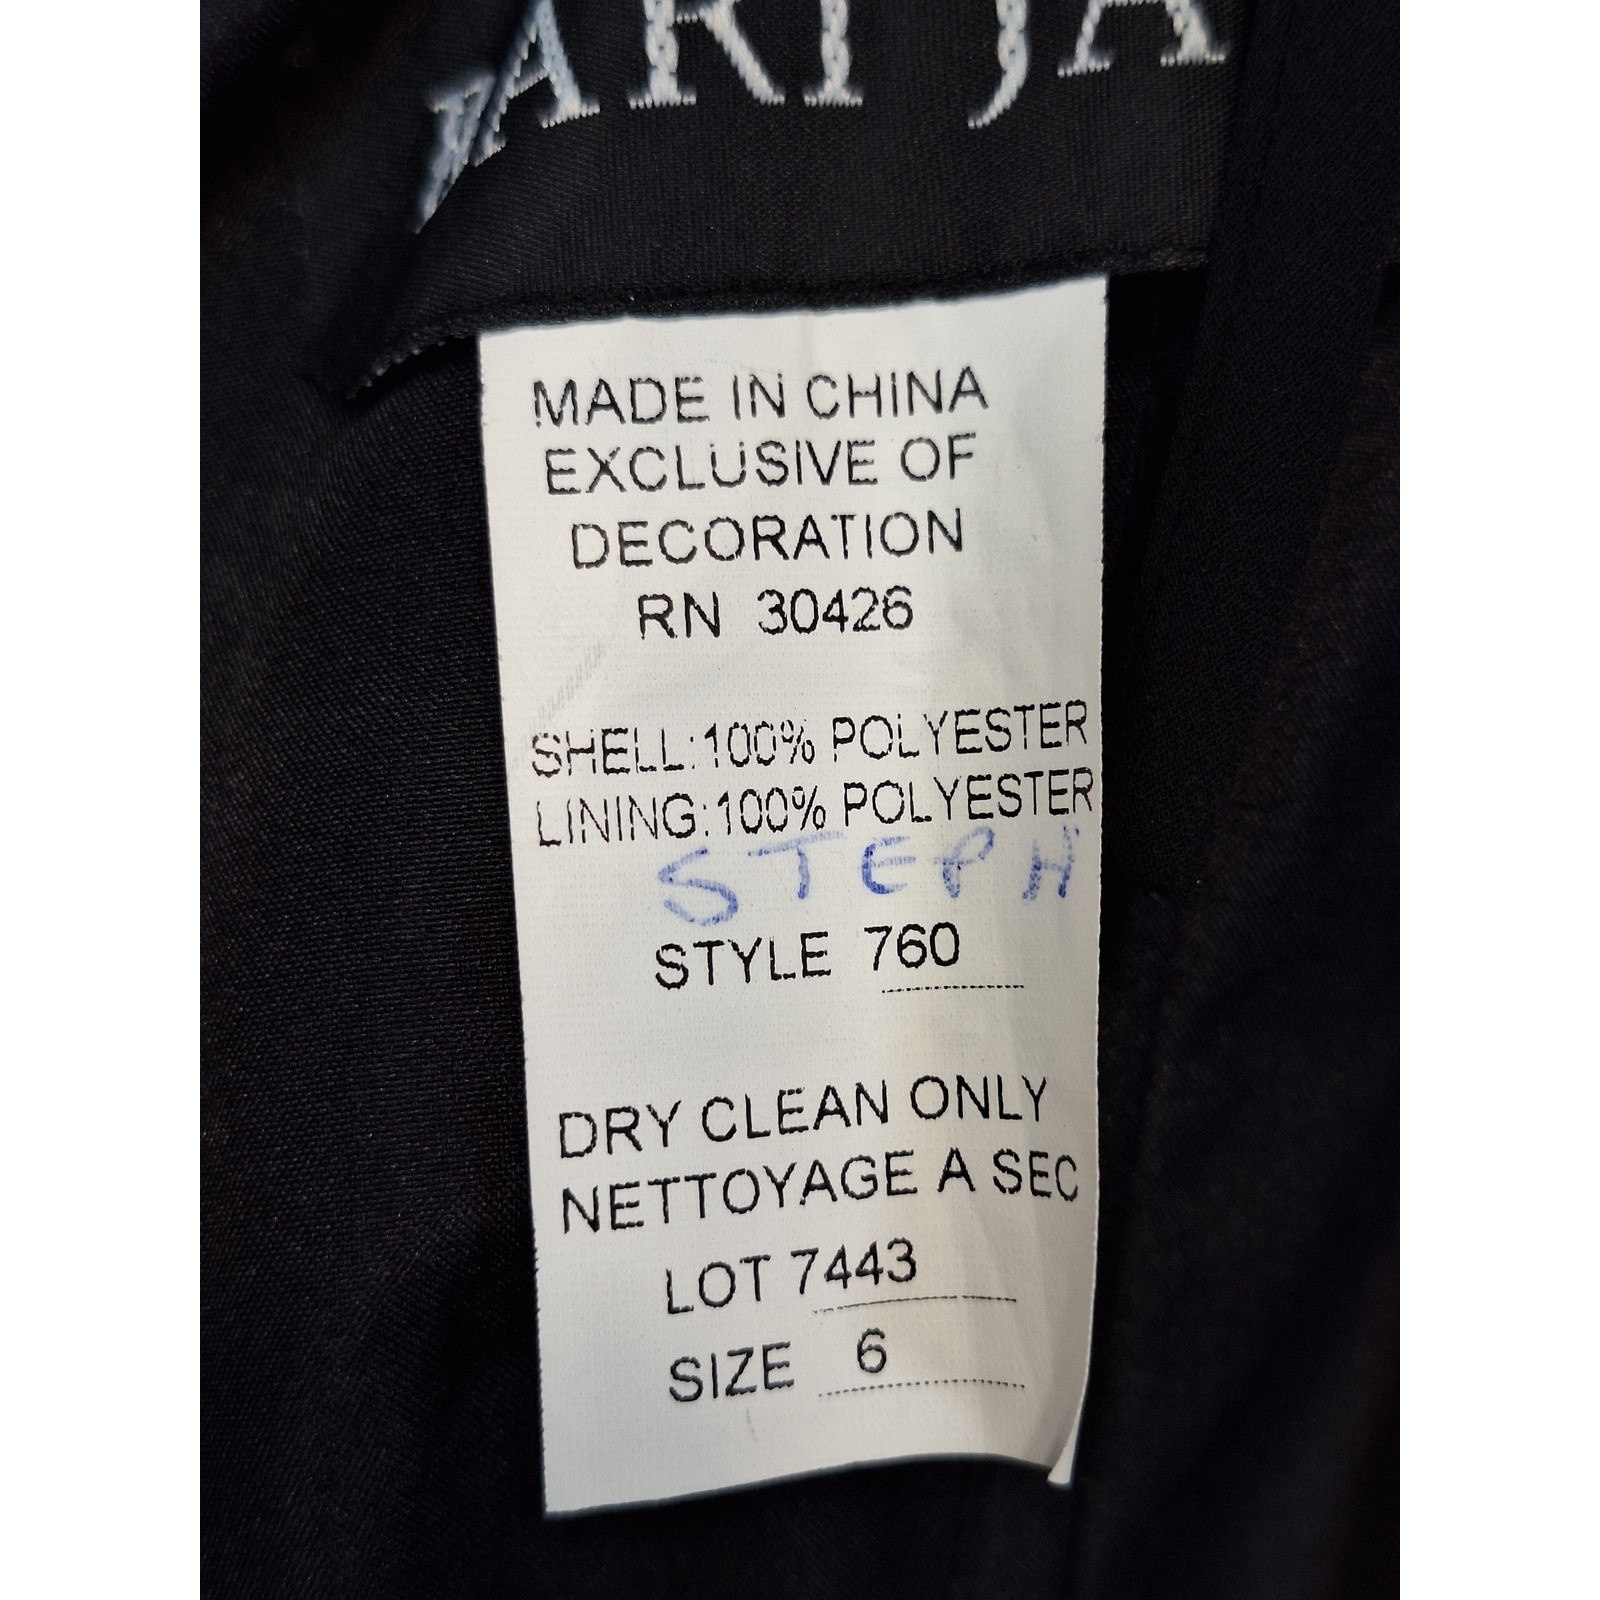 MADE IN CHINA
EXCLUSIVE OF
DECORATION
RN 30426
SHELL:100% POLYESTER
LINING:100% POLYESTER
STEPH
STYLE 760
DRY CLEAN ONLY
NETTOYAGE A SEC
LOT 7443
SIZE 6